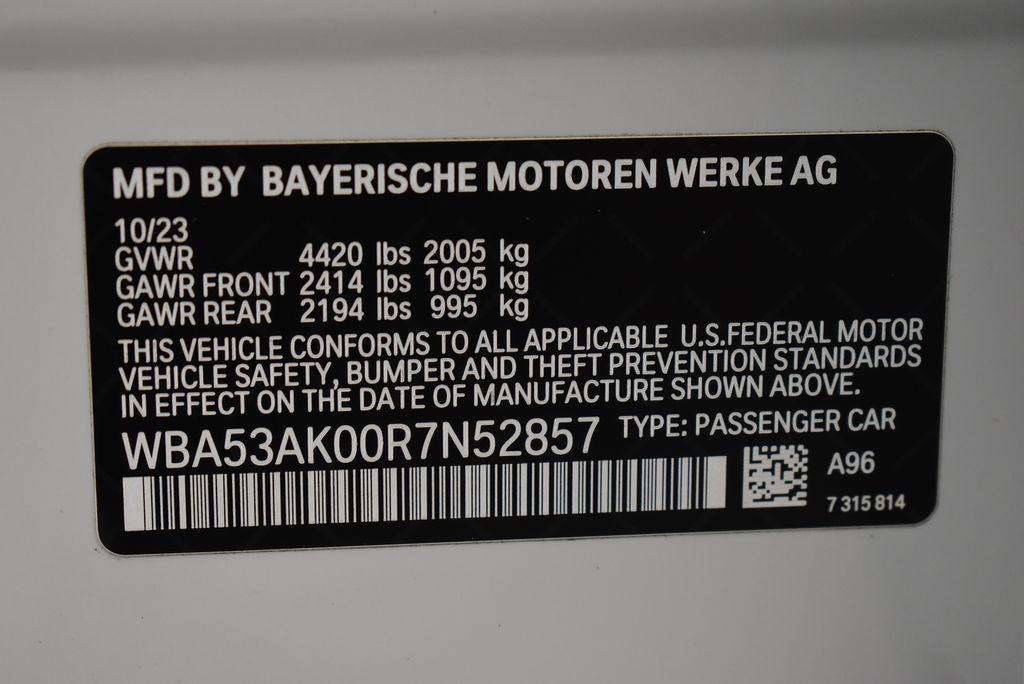 MFD BY BAYERISCHE MOTOREN WERKE AG
10/23
GVWR 4420 lbs 2005 kg
GAWR FRONT 2414 lbs 1095 kg
GAWR REAR 2194 lbs 995 kg
THIS VEHICLE CONFORMS TO ALL APPLICABLE U.S.FEDERAL MOTOR
VEHICLE SAFETY, BUMPER AND THEFT PREVENTION STANDARDS
IN EFFECT ON THE DATE OF MANUFACTURE SHOWN ABOVE.
WBA53AK00R7N52857 TYPE: PASSENGER CAR
A96
7 315 814